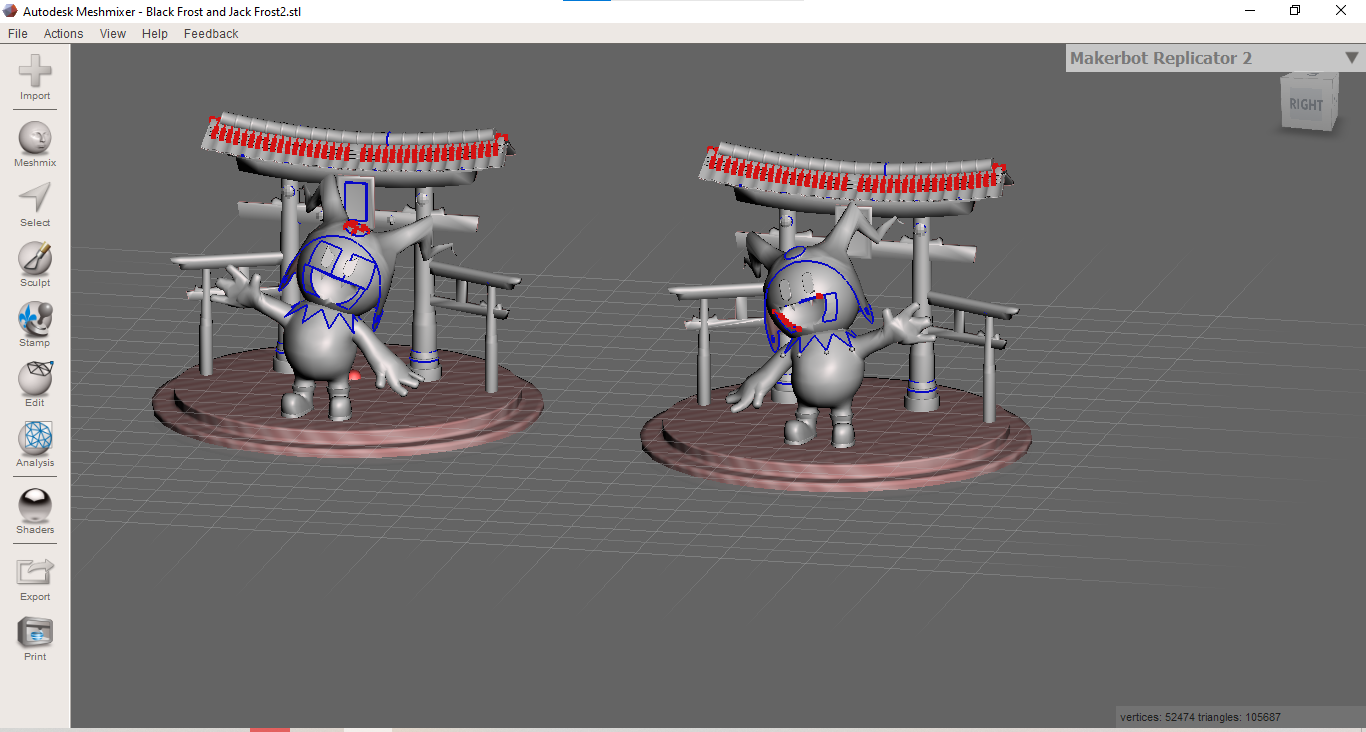 Autodesk Meshmixer - Black Frost and Jack Frost2.stl
File Actions View Help Feedback
Makerbot Replicator 2
RIGHT
Import
Meshmix
Select
Sculpt
Stamp
Edit
Analysis
Shaders
Export
Print
vertices: 52474 triangles: 105687